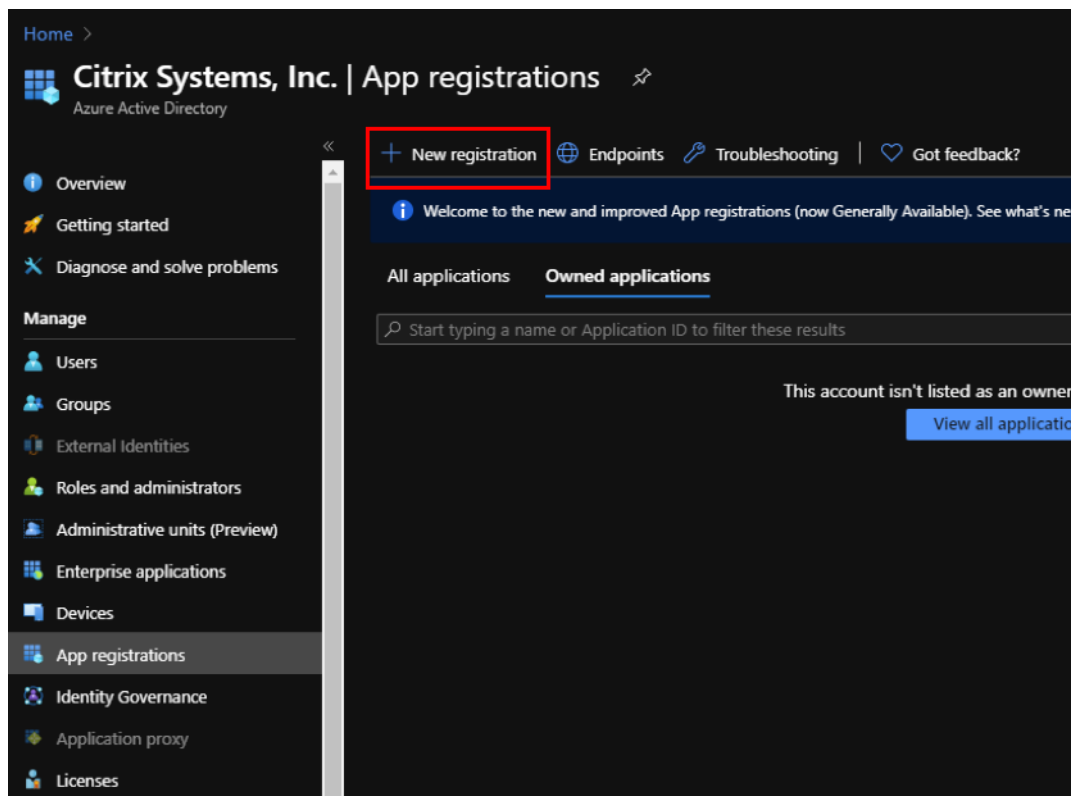 Home >
Citrix Systems, Inc. | App registrations
Azure Active Directory
«
+ New registration Endpoints Troubleshooting | Got feedback?
Welcome to the new and improved App registrations (now Generally Available). See what's ne
All applications Owned applications
Start typing a name or Application ID to filter these results
This account isn't listed as an owner
View all applicatio
Overview
Getting started
Diagnose and solve problems
Manage
Users
Groups
External Identities
Roles and administrators
Administrative units (Preview)
Enterprise applications
Devices
App registrations
Identity Governance
Application proxy
Licenses